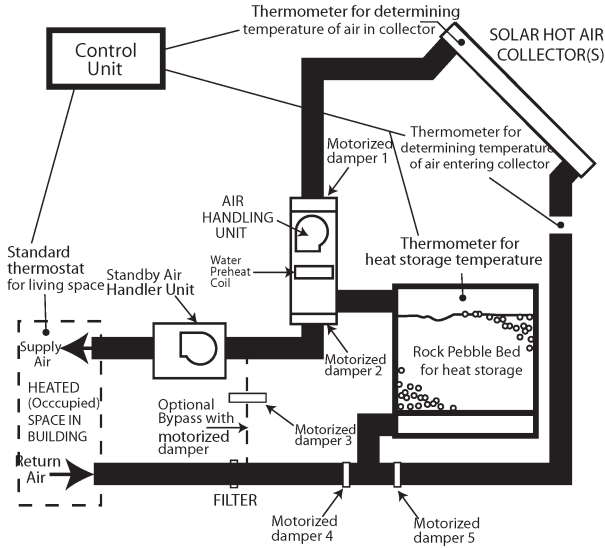 Thermometer for determining
temperature of air in collector
SOLAR HOT AIR
COLLECTOR(S)
Control
Unit
Thermometer for
determining temperature
of air entering collector
Motorized
damper 1
AIR
HANDLING
UNIT
Water
Preheat
Coil
Thermometer for
heat storage temperature
Standard
thermostat
for living space
Standby Air
Handler Unit
Supply
Air
Motorized
damper 2
Rock Pebble Bed
for heat storage
HEATED
(Occcupied)
SPACE IN
BUILDING
Optional
Bypass with
motorized
damper
Motorized
damper 3
Return
Air
FILTER
Motorized
damper 4
Motorized
damper 5